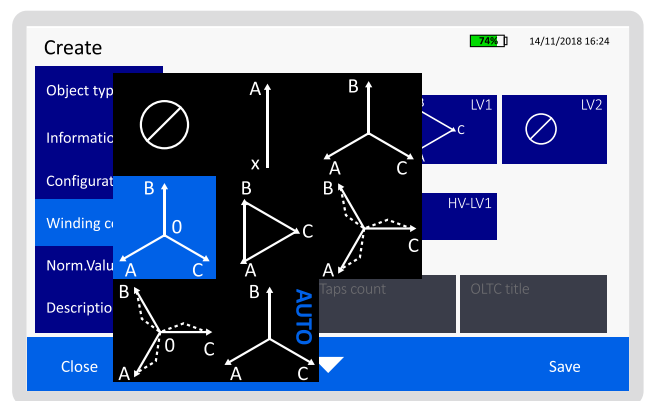 Create
74%
14/11/2018 16:24
Object typ
Informatio
Configurat
Winding co
Norm.Valu
Descriptio
A
x
B
A
C
B
0
A
C
B
C
A
B
C
A
B
0
C
A
B
A
C
AUTO
B
LV1
C
A
LV2
HV-LV1
Taps count
OLTC title
Close
Save